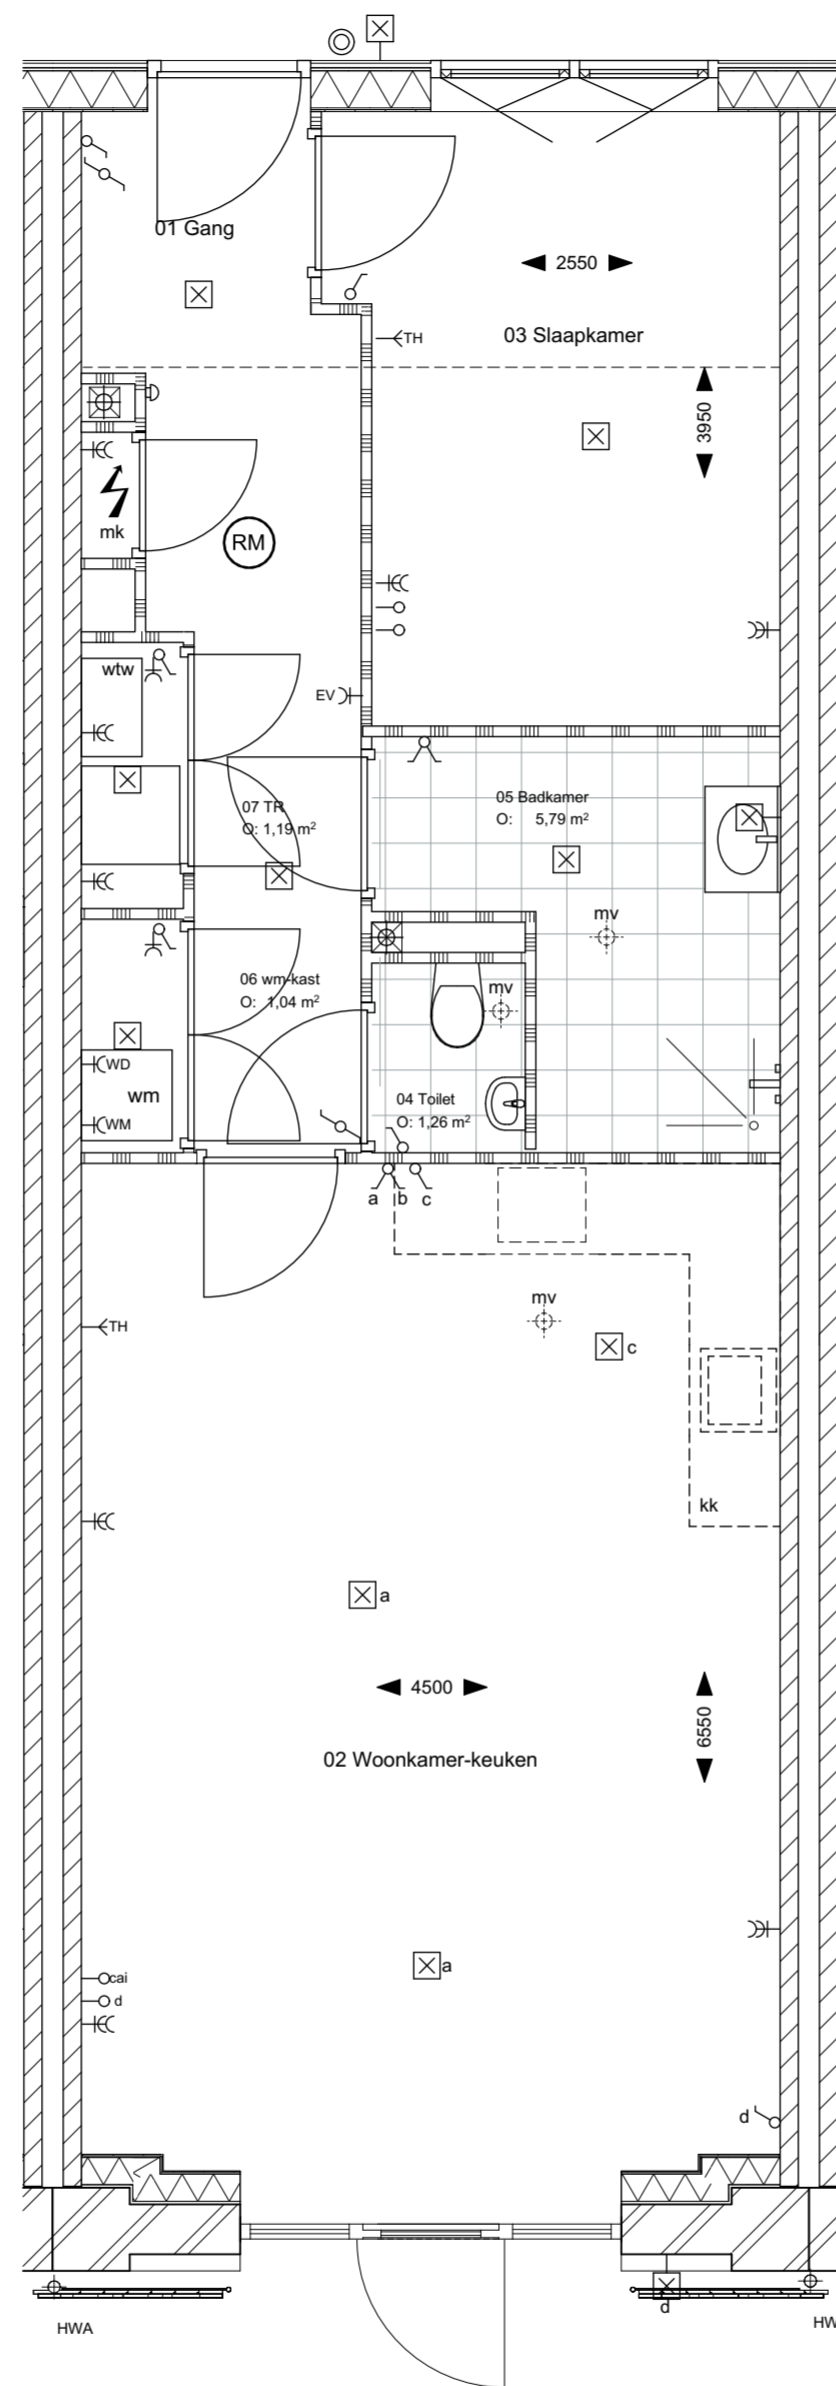 01 Gang
2550
03 Slaapkamer
TH
3950
mk
RM
wtw
EV
07 TR
O: 1,19 m²
05 Badkamer
O: 5,79 m²
mv
06 wm-kast
O: 1,04 m²
mv
WD
wm
WM
04 Toilet
O: 1,26 m²
a
b
c
mv
TH
c
kk
a
4500
6550
02 Woonkamer-keuken
a
cai
d
d
d
HWA
HW